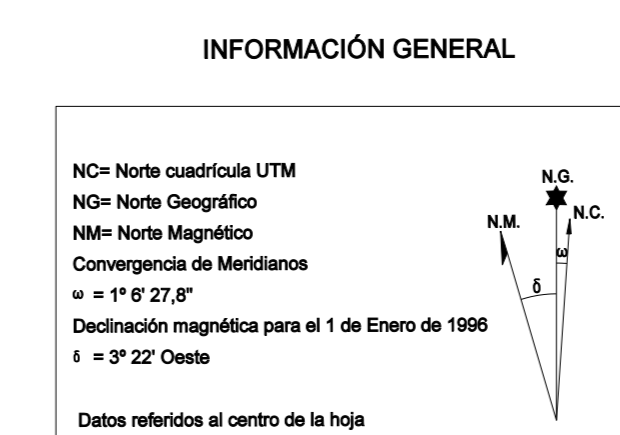 INFORMACIÓN GENERAL
NC= Norte cuadrícula UTM
NG= Norte Geográfico
NM= Norte Magnético
Convergencia de Meridianos
ω = 1º 6' 27,8"
Declinación magnética para el 1 de Enero de 1996
δ = 3º 22' Oeste
Datos referidos al centro de la hoja
N.G.
N.M.
N.C.
ω
δ